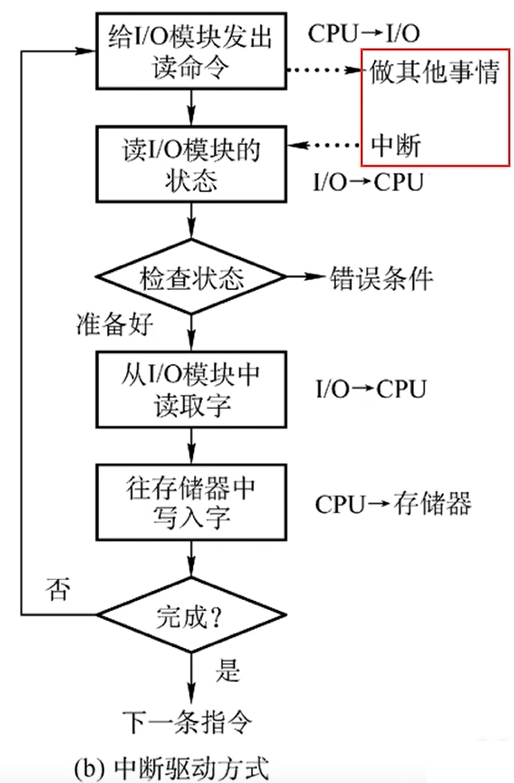 给I/O模块发出
读命令
CPU→I/O
做其他事情
读I/O模块的
状态
中断
I/O→CPU
检查状态
错误条件
准备好
从I/O模块中
读取字
I/O→CPU
往存储器中
写入字
CPU→存储器
否
完成？
是
下一条指令
(b) 中断驱动方式